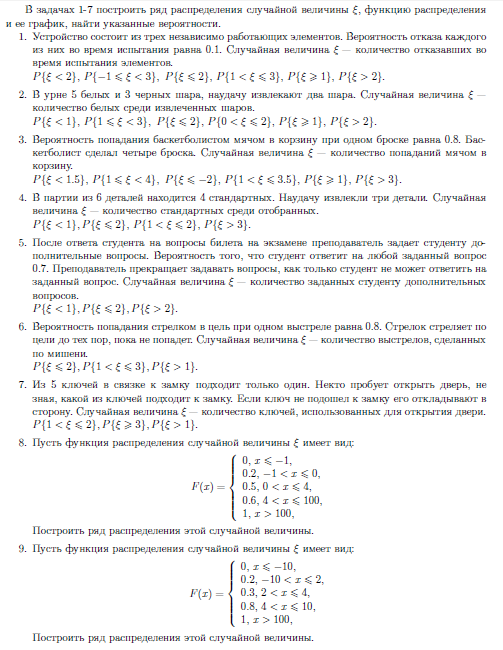 В задачах 1-7 построить ряд распределения случайной величины ξ, функцию распределения
и ее график, найти указанные вероятности.
1. Устройство состоит из трех независимо работающих элементов. Вероятность отказа каждого
из них во время испытания равна 0.1. Случайная величина ξ — количество отказавших во
время испытания элементов.
P{ξ < 2}, P{−1 ⩽ ξ < 3}, P{ξ ⩽ 2}, P{1 < ξ ⩽ 3}, P{ξ ⩾ 1}, P{ξ > 2}.
2. В урне 5 белых и 3 черных шара, наудачу извлекают два шара. Случайная величина ξ —
количество белых среди извлеченных шаров.
P{ξ < 1}, P{1 ⩽ ξ < 3}, P{ξ ⩽ 2}, P{0 < ξ ⩽ 2}, P{ξ ⩾ 1}, P{ξ > 2}.
3. Вероятность попадания баскетболистом мячом в корзину при одном броске равна 0.8. Бас-
кетболист сделал четыре броска. Случайная величина ξ — количество попаданий мячом в
корзину.
P{ξ < 1.5}, P{1 ⩽ ξ < 4}, P{ξ ⩽ −2}, P{1 < ξ ⩽ 3.5}, P{ξ ⩾ 1}, P{ξ > 3}.
4. В партии из 6 деталей находится 4 стандартных. Наудачу извлекли три детали. Случайная
величина ξ — количество стандартных среди отобранных.
P{ξ < 1}, P{ξ ⩽ 2}, P{1 < ξ ⩽ 2}, P{ξ > 3}.
5. После ответа студента на вопросы билета на экзамене преподаватель задает студенту до-
полнительные вопросы. Вероятность того, что студент ответит на любой заданный вопрос
0.7. Преподаватель прекращает задавать вопросы, как только студент не может ответить на
заданный вопрос. Случайная величина ξ — количество заданных студенту дополнительных
вопросов.
P{ξ < 1}, P{ξ ⩽ 2}, P{ξ > 2}.
6. Вероятность попадания стрелком в цель при одном выстреле равна 0.8. Стрелок стреляет по
цели до тех пор, пока не попадет. Случайная величина ξ — количество выстрелов, сделанных
по мишени.
P{ξ ⩽ 2}, P{1 < ξ ⩽ 3}, P{ξ > 1}.
7. Из 5 ключей в связке к замку подходит только один. Некто пробует открыть дверь, не
зная, какой из ключей подходит к замку. Если ключ не подошел к замку его откладывают в
сторону. Случайная величина ξ — количество ключей, использованных для открытия двери.
P{1 < ξ ⩽ 2}, P{ξ ⩾ 3}, P{ξ > 1}.
8. Пусть функция распределения случайной величины ξ имеет вид:
0, x ⩽ −1,
0.2, −1 < x ⩽ 0,
F(x) = { 0.5, 0 < x ⩽ 4,
0.6, 4 < x ⩽ 100,
1, x > 100,
Построить ряд распределения этой случайной величины.
9. Пусть функция распределения случайной величины ξ имеет вид:
0, x ⩽ −10,
0.2, −10 < x ⩽ 2,
F(x) = { 0.3, 2 < x ⩽ 4,
0.8, 4 < x ⩽ 10,
1, x > 100,
Построить ряд распределения этой случайной величины.